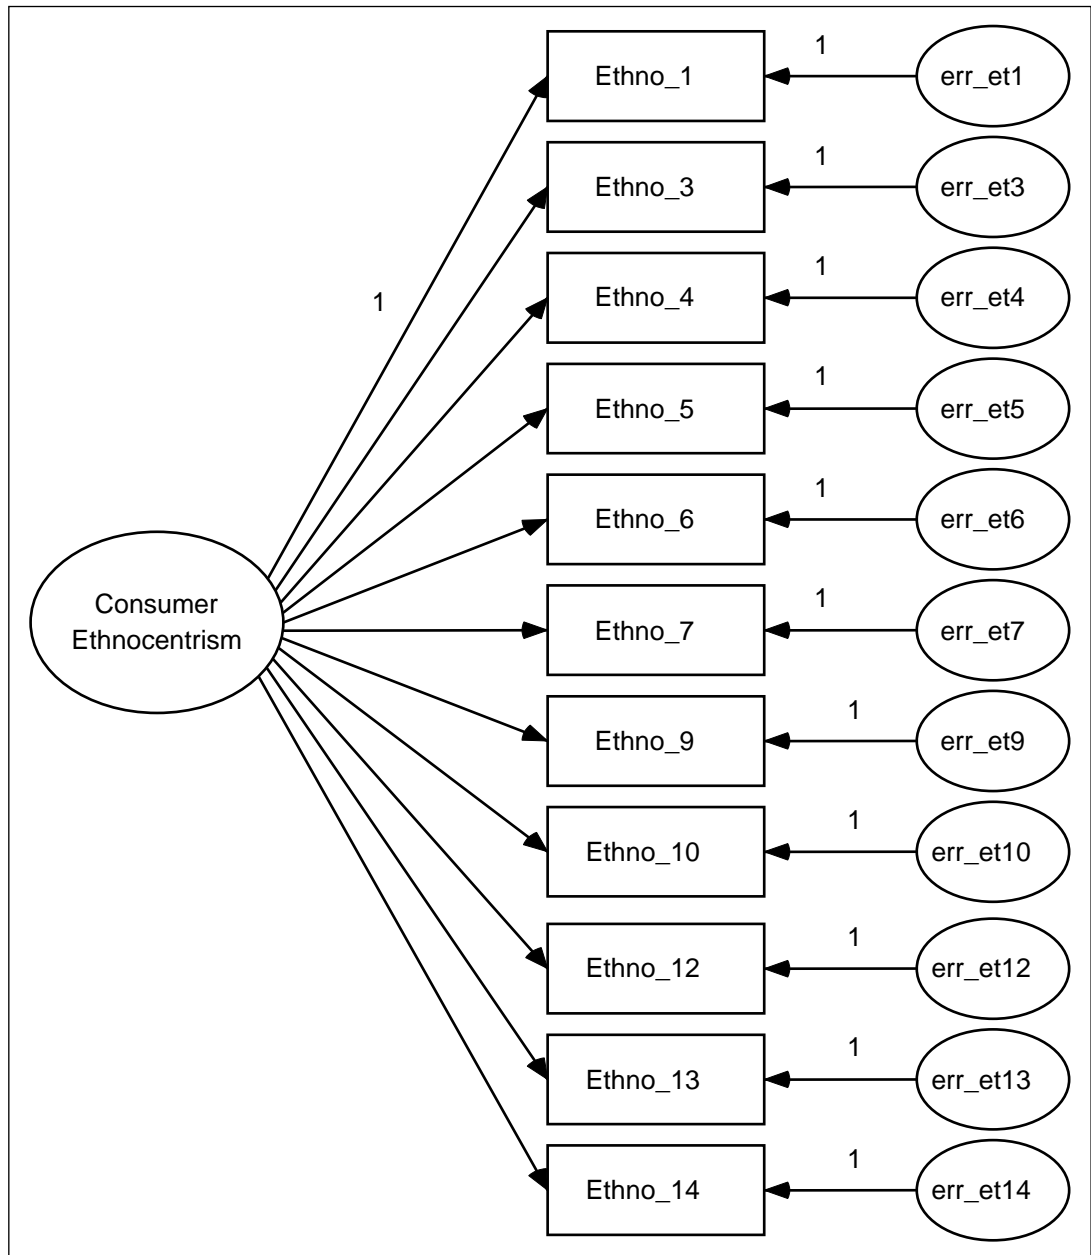 1
Ethno_1
1
err_et1
Ethno_3
1
err_et3
Ethno_4
1
err_et4
Ethno_5
1
err_et5
Ethno_6
1
err_et6
Consumer
Ethnocentrism
Ethno_7
1
err_et7
Ethno_9
1
err_et9
Ethno_10
1
err_et10
Ethno_12
1
err_et12
Ethno_13
1
err_et13
Ethno_14
1
err_et14